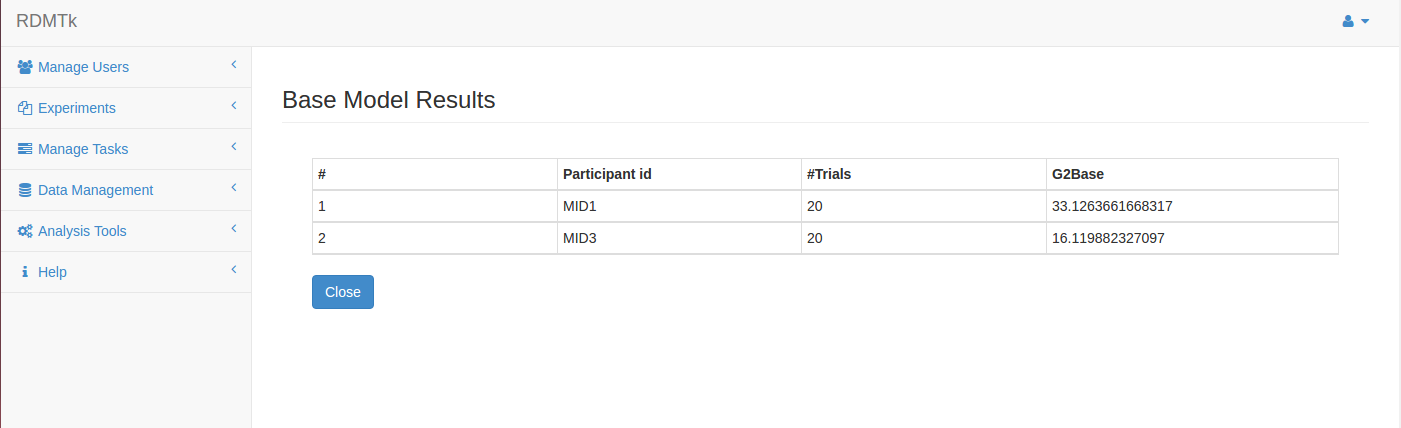 RDMTk
Manage Users
Experiments
Manage Tasks
Data Management
Analysis Tools
Help
Base Model Results
# Participant id #Trials G2Base
1 MID1 20 33.1263661668317
2 MID3 20 16.119882327097
Close